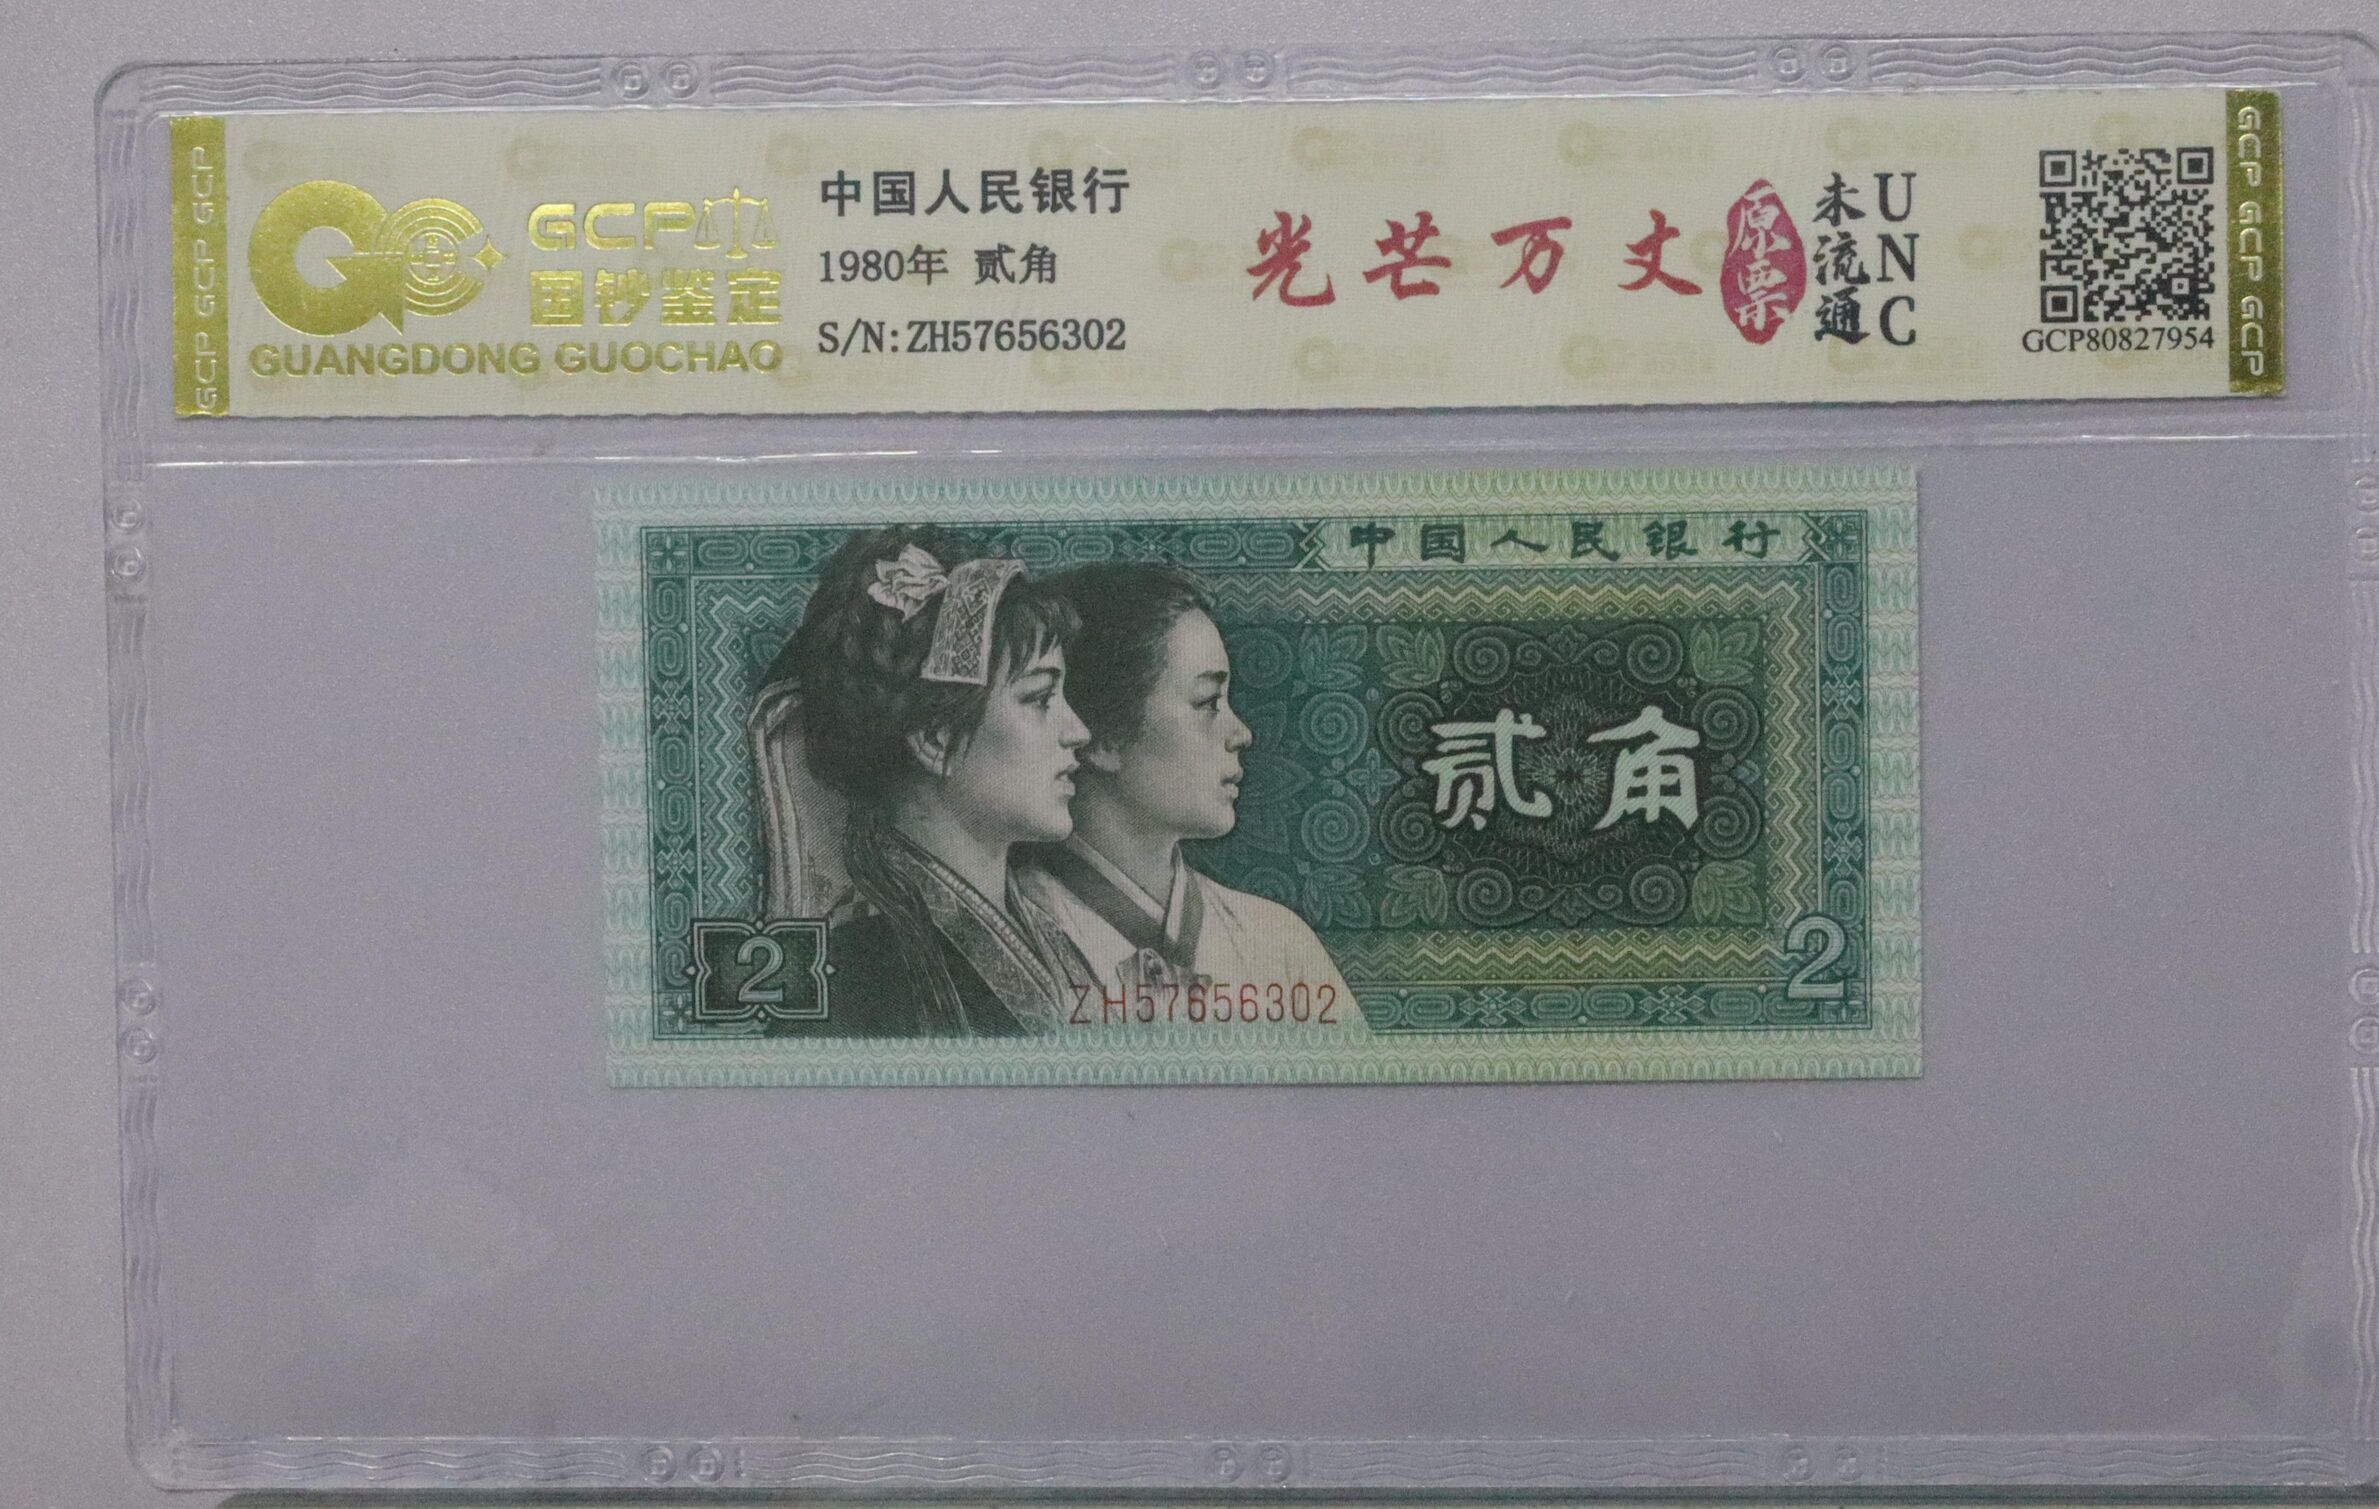 GCP GCP GCP
GCP
国钞鉴定
GUANGDONG GUOCHAO
中国人民银行
1980年 贰角
S/N:ZH57656302
光芒万丈
原票
未流通
UNC
GCP80827954
GCP GCP GCP
中国人民银行
贰角
2
ZH57656302
2